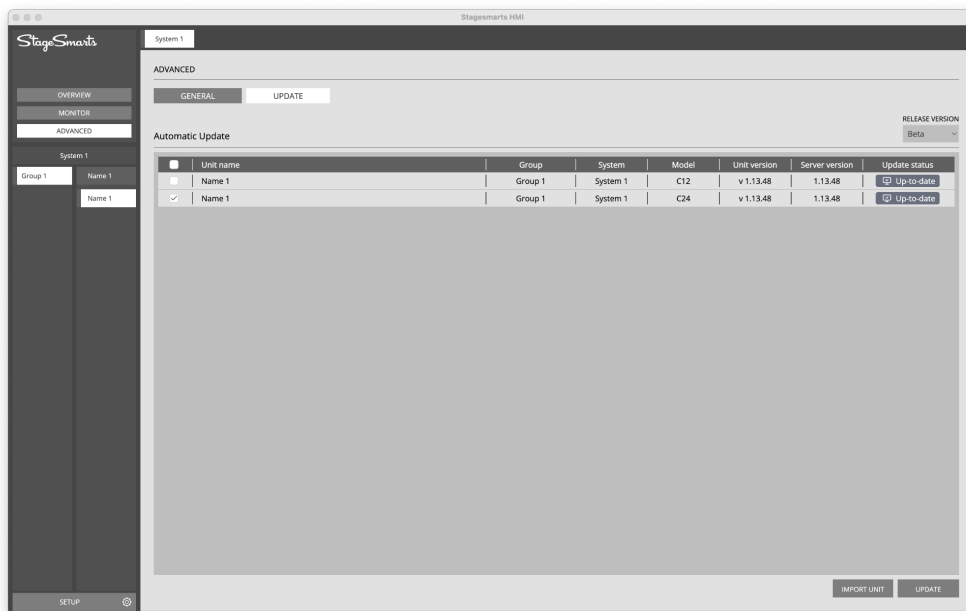 Stagesmarts HMI
StageSmarts
System 1
ADVANCED
OVERVIEW
MONITOR
ADVANCED
GENERAL
UPDATE
RELEASE VERSION
Beta
Automatic Update
System 1
Group 1
Name 1
Name 1
Unit name Group System Model Unit version Server version Update status
Name 1 Group 1 System 1 C12 v 1.13.48 1.13.48 Up-to-date
Name 1 Group 1 System 1 C24 v 1.13.48 1.13.48 Up-to-date
IMPORT UNIT
UPDATE
SETUP